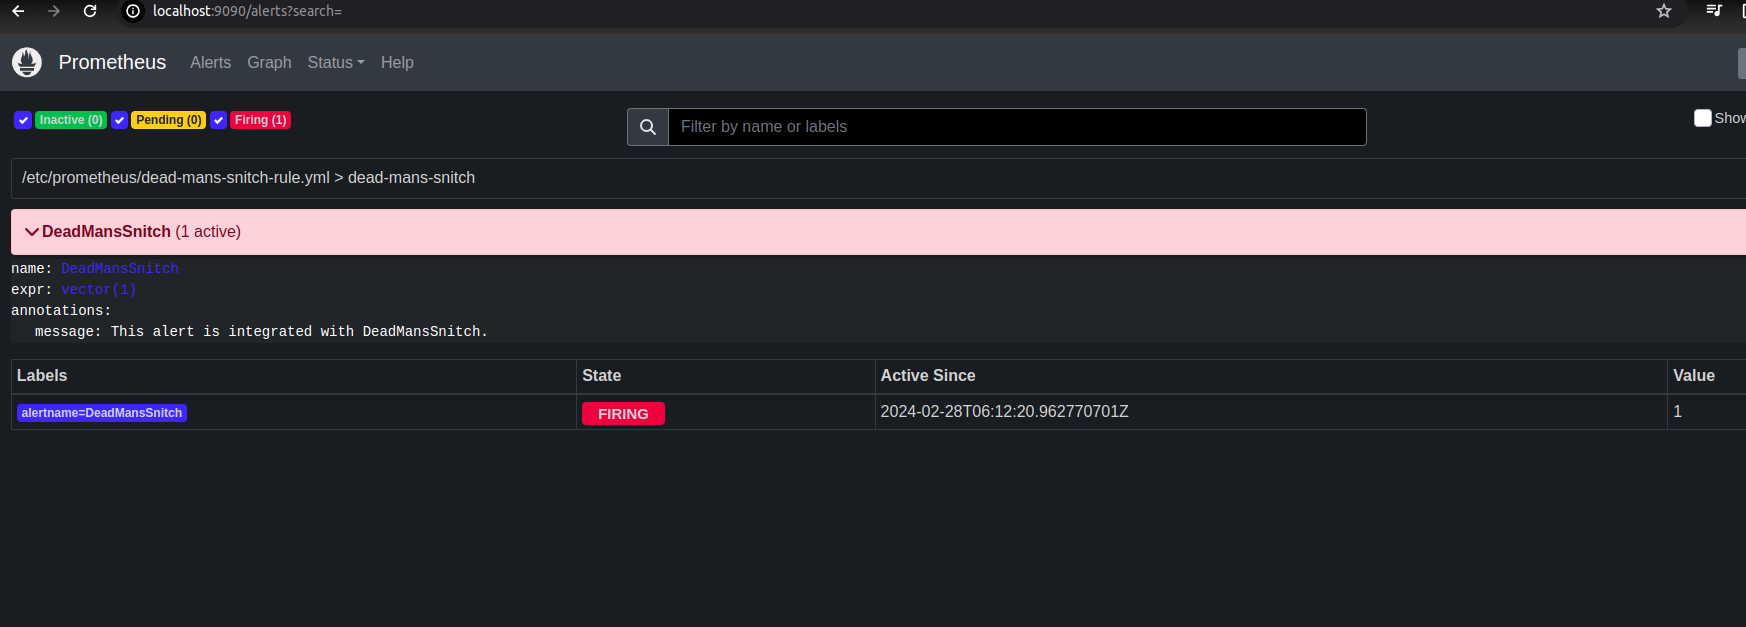 localhost:9090/alerts?search=
Prometheus Alerts Graph Status Help
Inactive (0) Pending (0) Firing (1)
Filter by name or labels
Show
/etc/prometheus/dead-mans-snitch-rule.yml > dead-mans-snitch
DeadMansSnitch (1 active)
name: DeadMansSnitch
expr: vector(1)
annotations:
message: This alert is integrated with DeadMansSnitch.
Labels State Active Since Value
alertname=DeadMansSnitch FIRING 2024-02-28T06:12:20.962770701Z 1